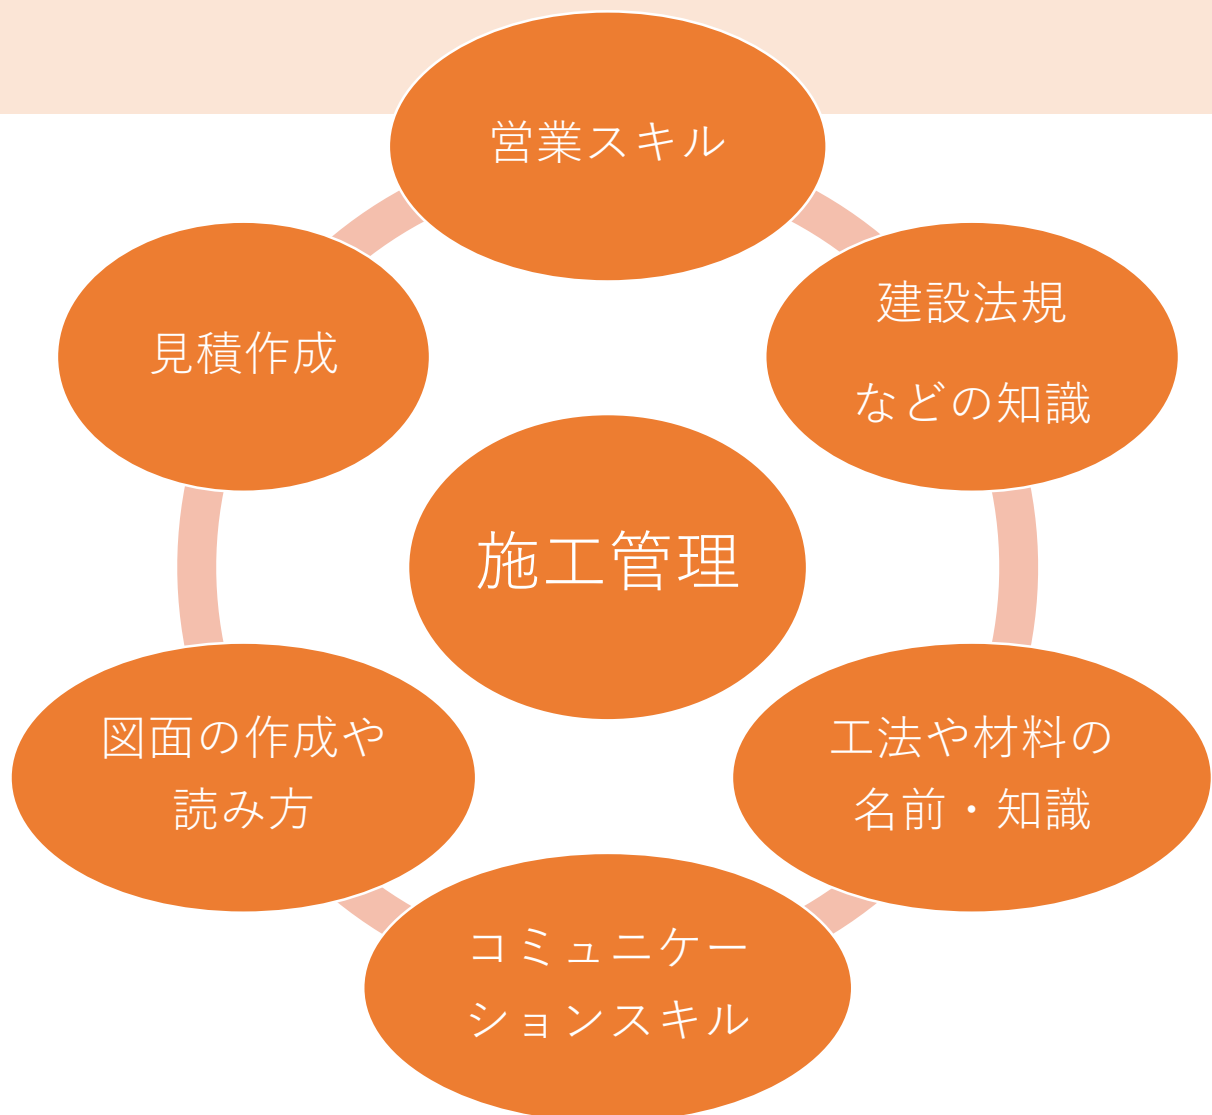 営業スキル
建設法規
などの知識
見積作成
施工管理
図面の作成や
読み方
工法や材料の
名前・知識
コミュニケー
ションスキル